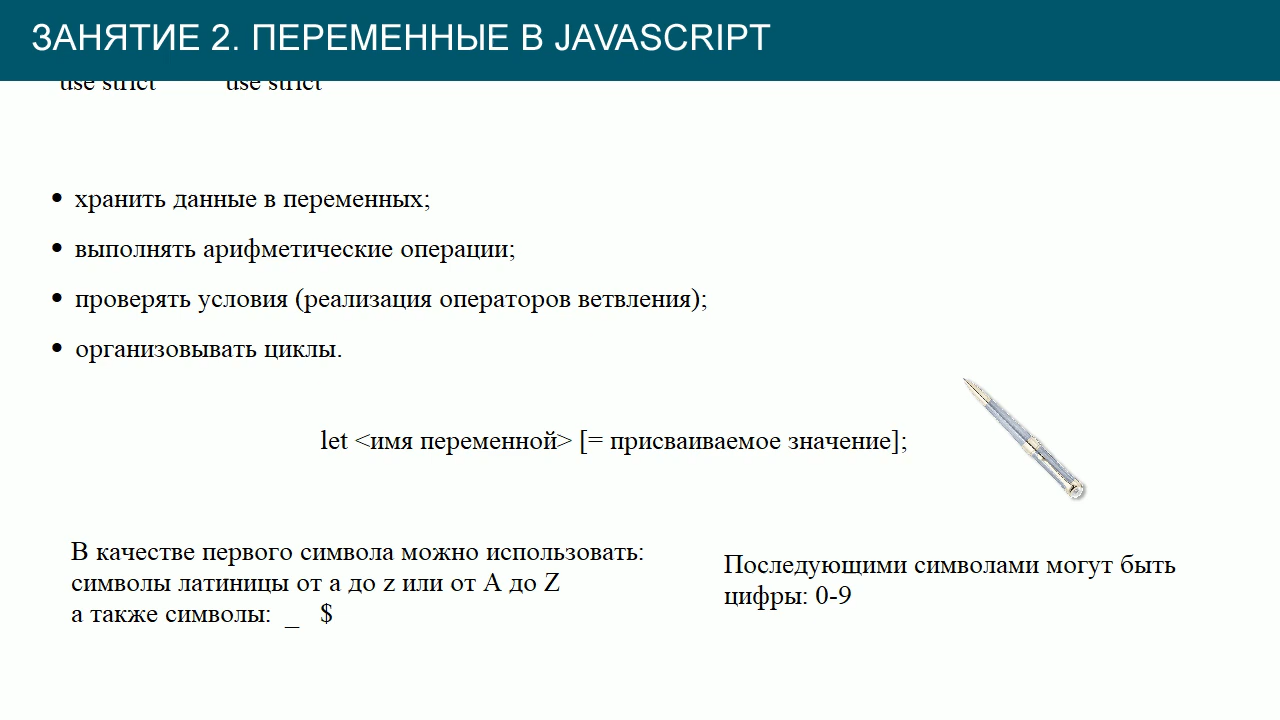 ЗАНЯТИЕ 2. ПЕРЕМЕННЫЕ В JAVASCRIPT
use strict use strict
• хранить данные в переменных;
• выполнять арифметические операции;
• проверять условия (реализация операторов ветвления);
• организовывать циклы.
let <имя переменной> [= присваиваемое значение];
В качестве первого символа можно использовать:
символы латиницы от a до z или от A до Z
а также символы: _ $
Последующими символами могут быть
цифры: 0-9